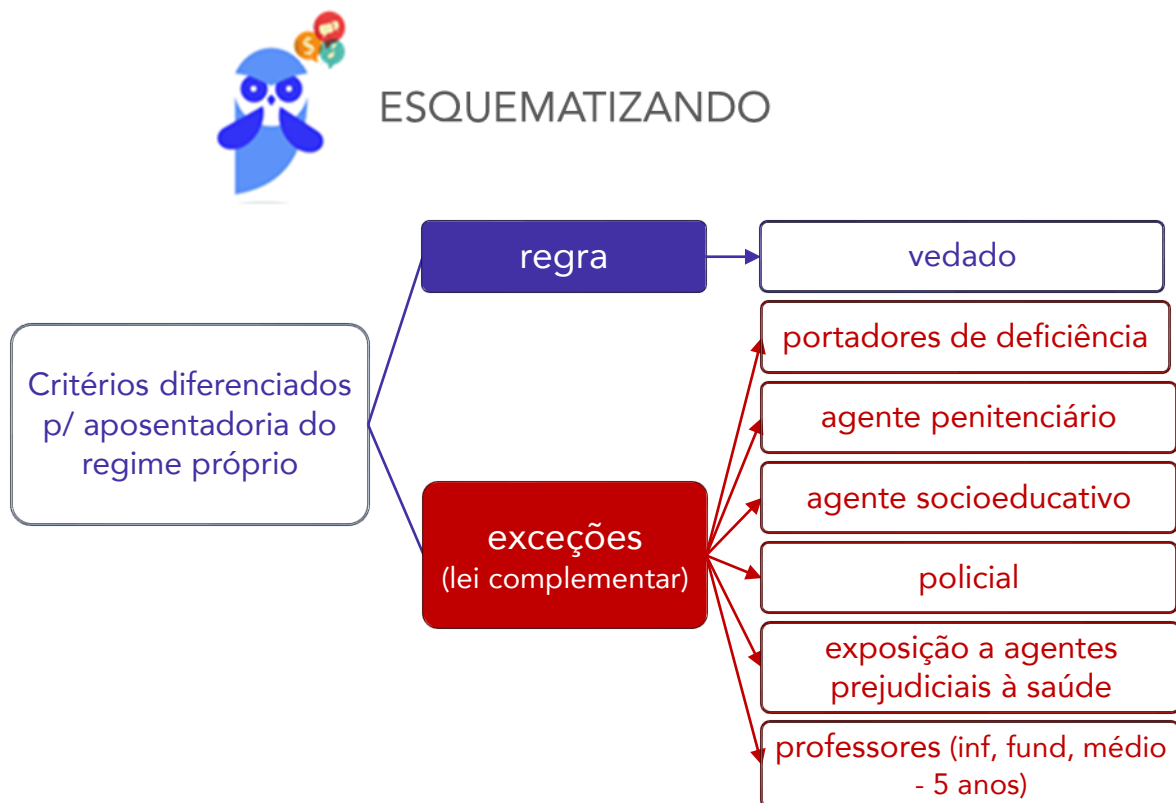 ESQUEMATIZANDO
regra
vedado
Critérios diferenciados
p/ aposentadoria do
regime próprio
exceções
(lei complementar)
portadores de deficiência
agente penitenciário
agente socioeducativo
policial
exposição a agentes
prejudiciais à saúde
professores (inf, fund, médio
- 5 anos)